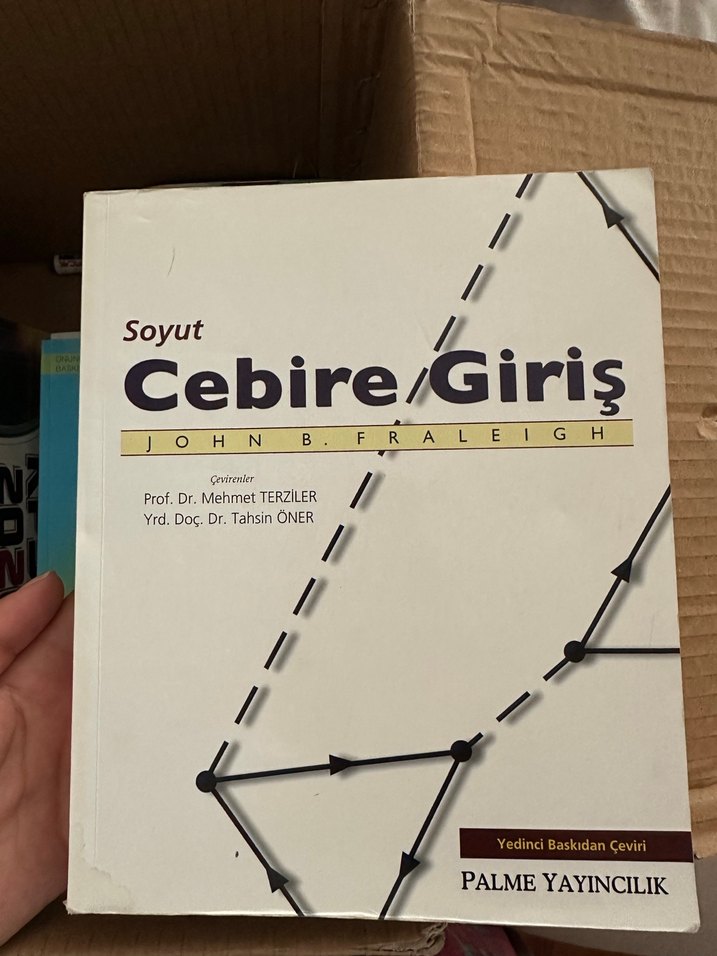 Soyut
Cebire Giriş
JOHN B. FRALEIGH
Çevirenler
Prof. Dr. Mehmet TERZİLER
Yrd. Doç. Dr. Tahsin ÖNER
Yedinci Baskıdan Çeviri
PALME YAYINCILIK